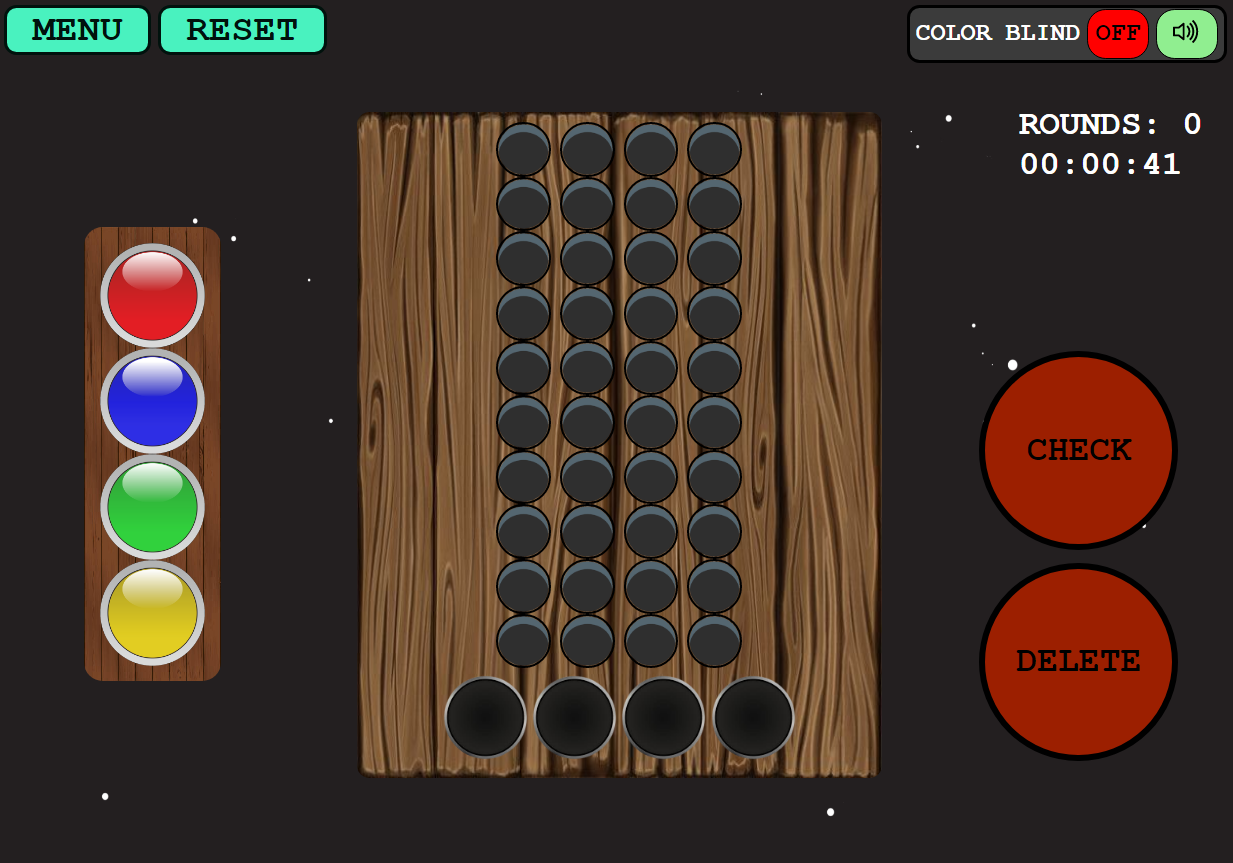 MENU
RESET
COLOR BLIND
OFF
ROUNDS: 0
00:00:41
CHECK
DELETE